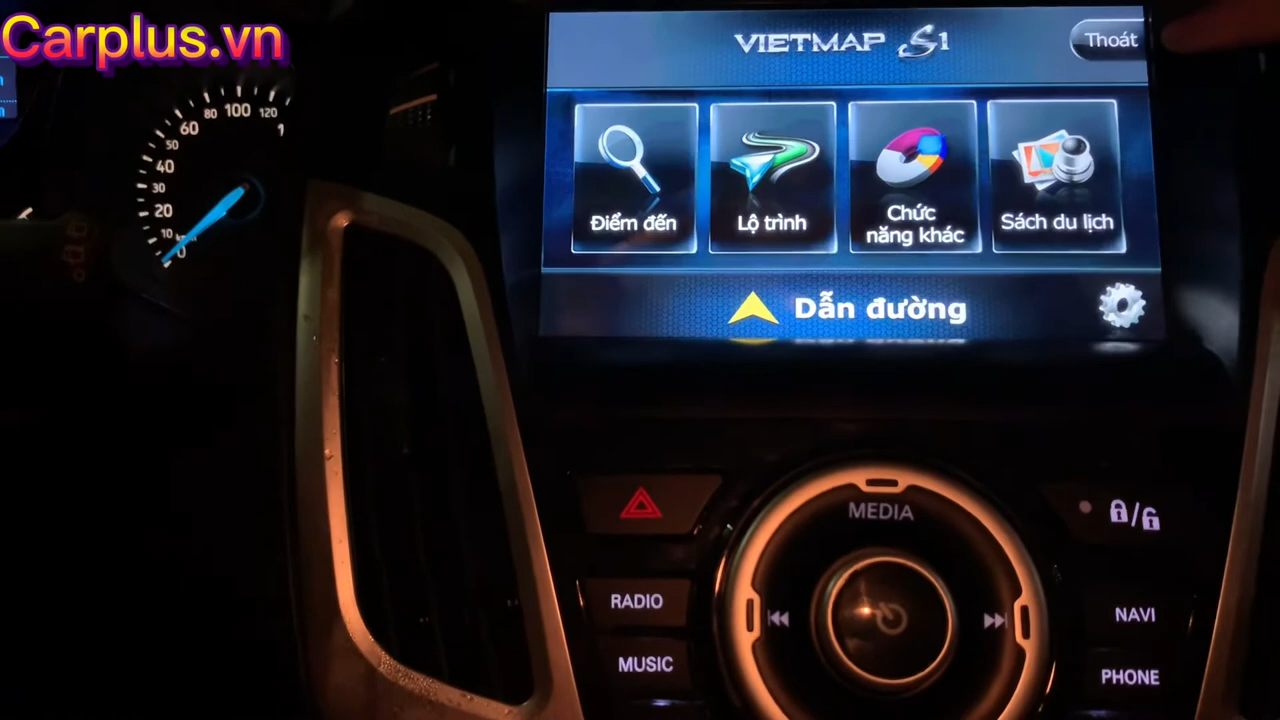 Carplus.vn
VIETMAP S1
Thoát
Điểm đến
Lộ trình
Chức
năng khác
Sách du lịch
Dẫn đường
0
10
20
30
40
50
60
80
100
120
MEDIA
RADIO
MUSIC
NAVI
PHONE